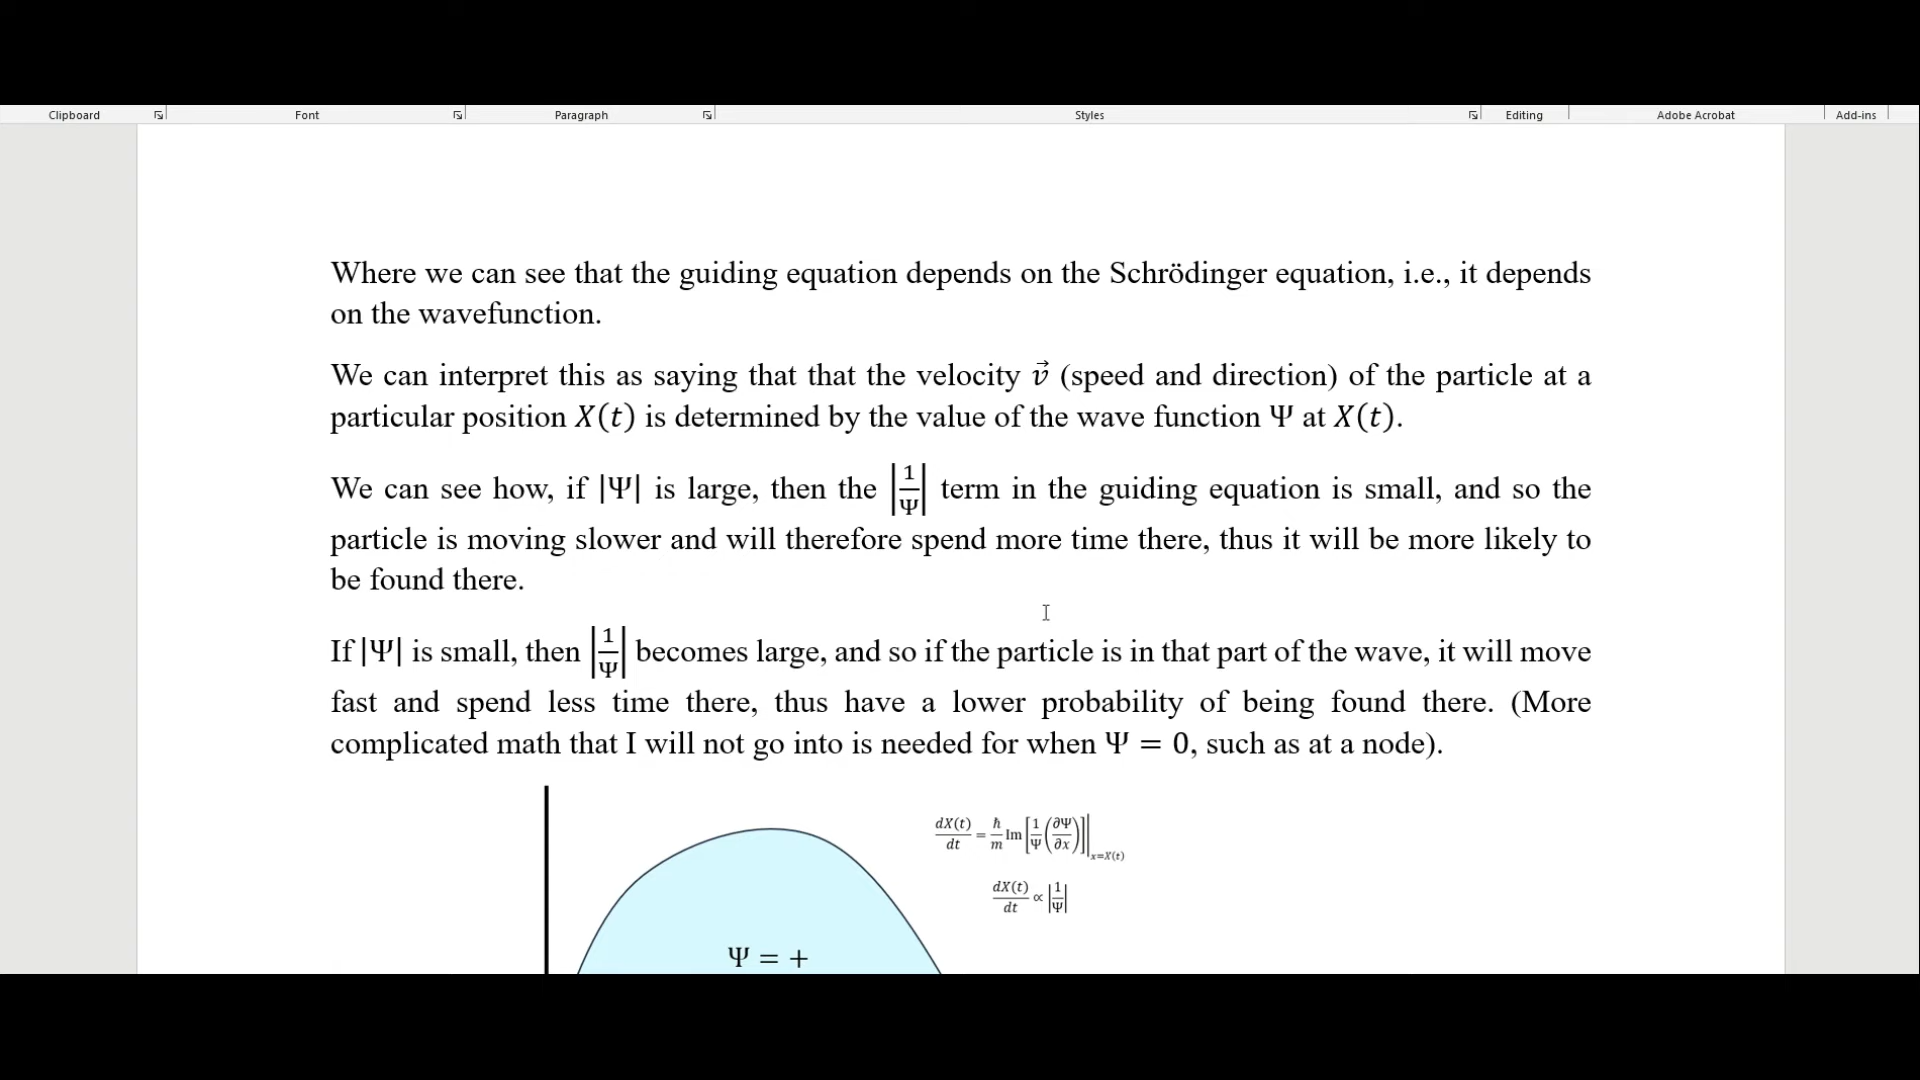 Clipboard Font Paragraph Styles Editing Adobe Acrobat Add-ins
Where we can see that the guiding equation depends on the Schrödinger equation, i.e., it depends
on the wavefunction.
We can interpret this as saying that that the velocity v⃗ (speed and direction) of the particle at a
particular position X(t) is determined by the value of the wave function Ψ at X(t).
We can see how, if |Ψ| is large, then the |1/Ψ| term in the guiding equation is small, and so the
particle is moving slower and will therefore spend more time there, thus it will be more likely to
be found there.
If |Ψ| is small, then |1/Ψ| becomes large, and so if the particle is in that part of the wave, it will move
fast and spend less time there, thus have a lower probability of being found there. (More
complicated math that I will not go into is needed for when Ψ = 0, such as at a node).
dX(t)/dt = ħ/m Im[1/Ψ(∂Ψ/∂x)]|x=X(t)
dX(t)/dt ∝ |1/Ψ|
Ψ = +